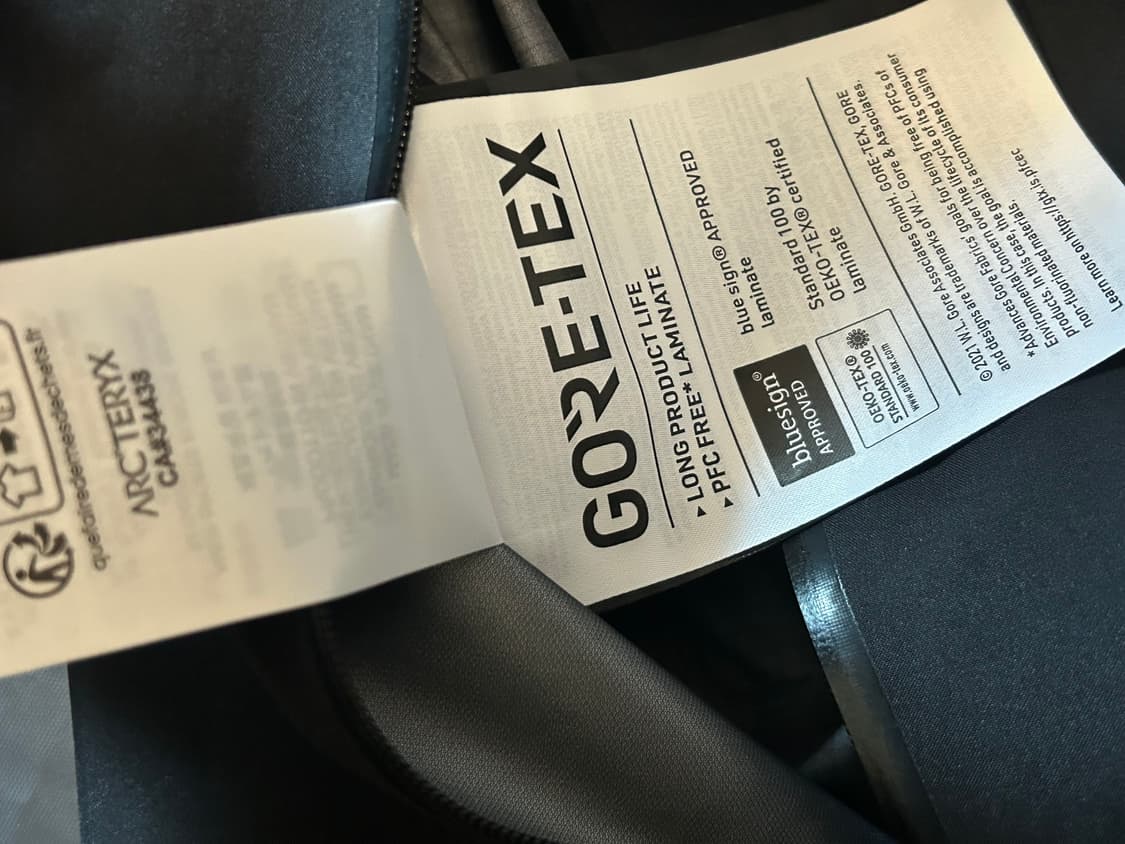 quefairedemesdechets.fr
ARC'TERYX
CA#34438
GORE-TEX
▸ LONG PRODUCT LIFE
▸ PFC FREE* LAMINATE
bluesign®
APPROVED
blue sign® APPROVED
laminate
OEKO-TEX®
STANDARD 100
www.oeko-tex.com
Standard 100 by
OEKO-TEX® certified
laminate
© 2021 W.L. Gore Associates GmbH. GORE-TEX, GORE
and designs are trademarks of W.L. Gore & Associates.
* Advances Gore Fabrics' goals for being free of PFCs of
Environmental Concern over the lifecycle of its consumer
products. In this case, the goal is accomplished using
non-fluorinated materials.
Learn more on https://gtx.is/pfcec